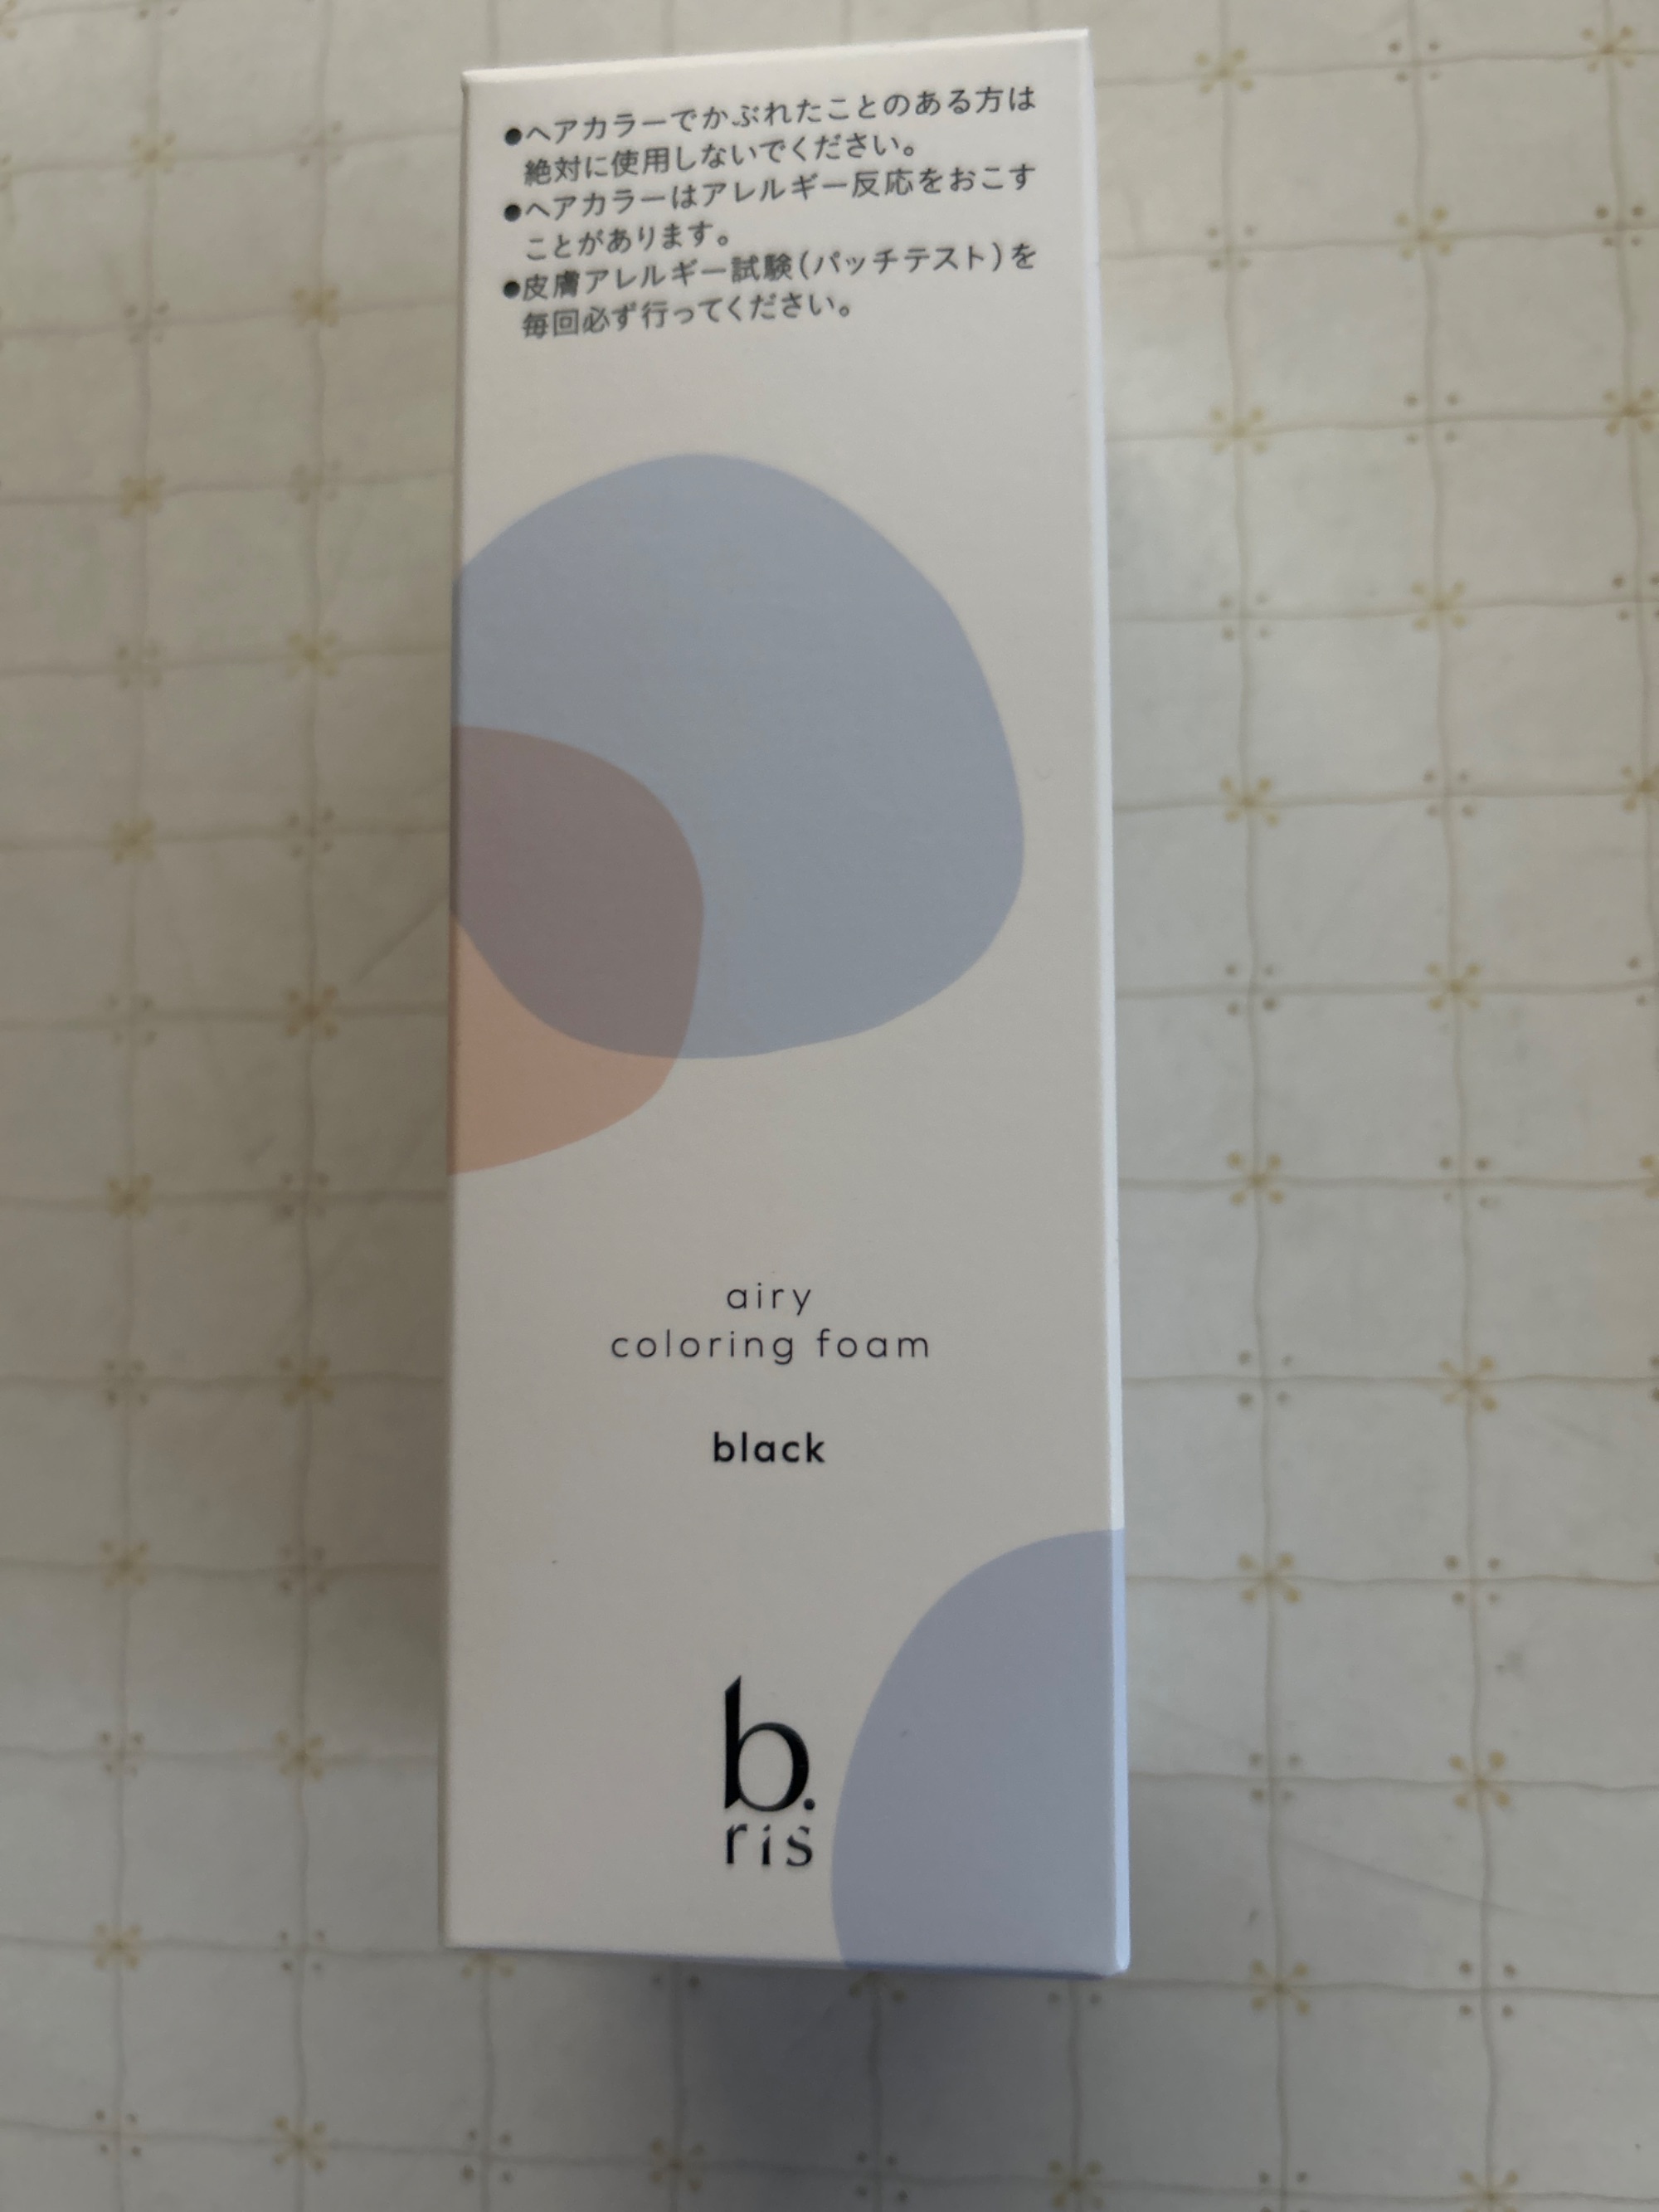 ●ヘアカラーでかぶれたことのある方は
絶対に使用しないでください。
●ヘアカラーはアレルギー反応をおこす
ことがあります。
●皮膚アレルギー試験(パッチテスト)を
毎回必ず行ってください。
airy
coloring foam
black
b.
ris